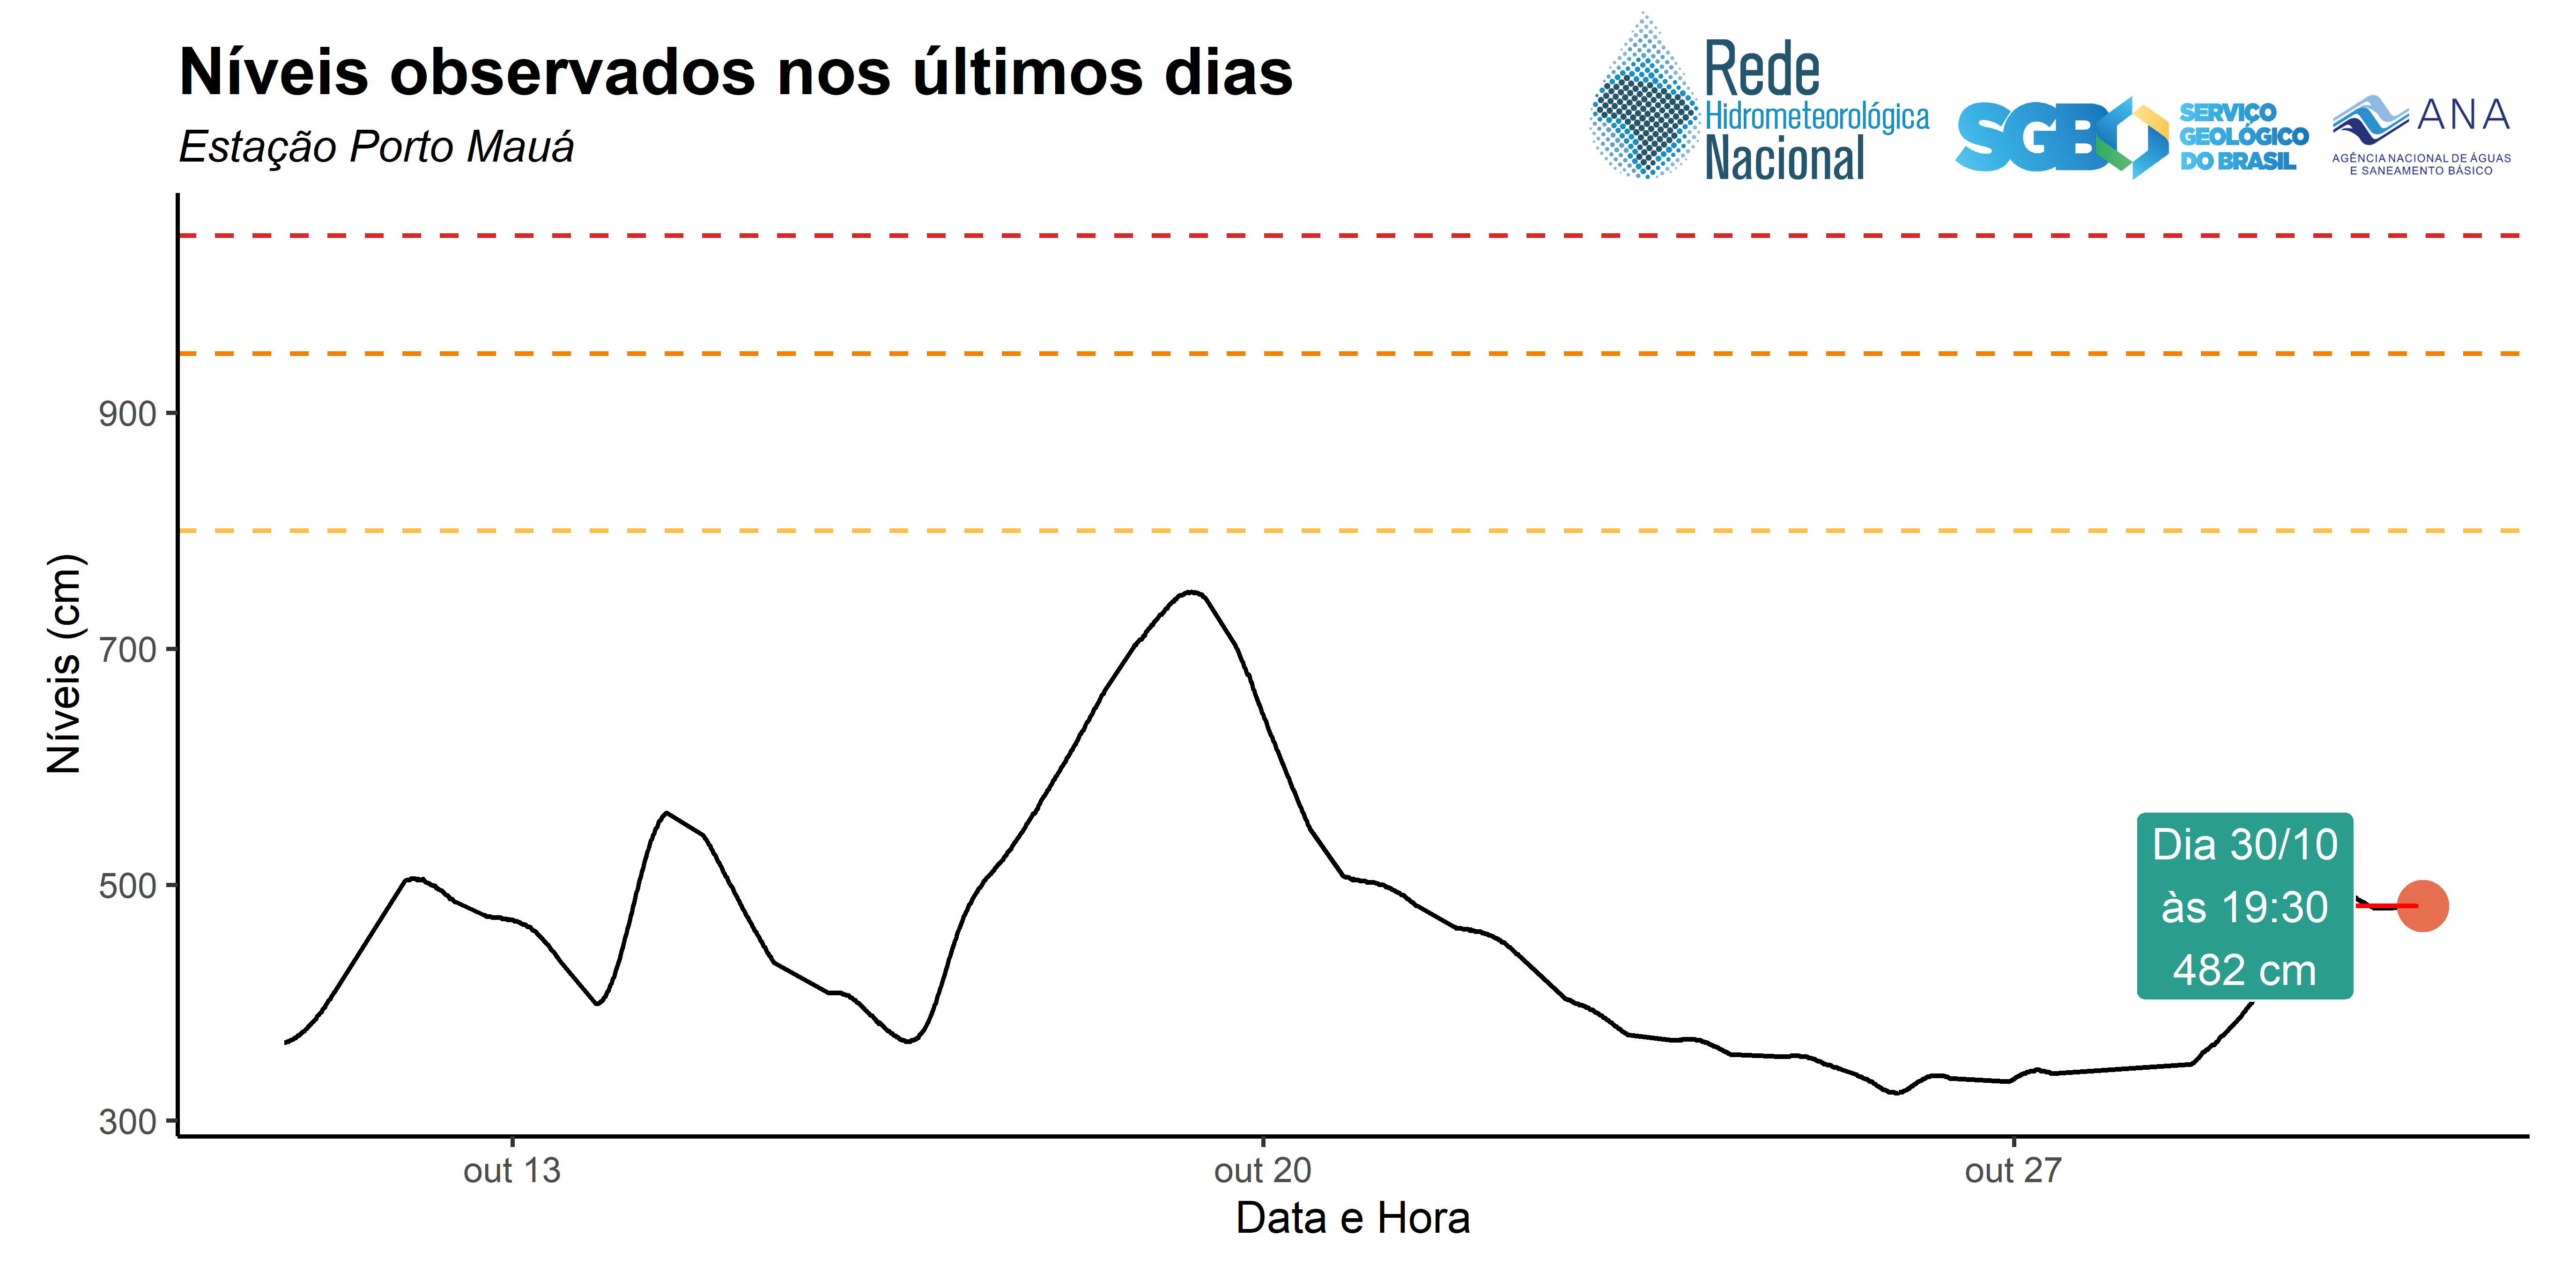 Níveis observados nos últimos dias
Estação Porto Mauá
Rede
Hidrometeorológica
Nacional
SGB
SERVIÇO
GEOLÓGICO
DO BRASIL
ANA
AGÊNCIA NACIONAL DE ÁGUAS
E SANEAMENTO BÁSICO
Níveis (cm)
900
700
500
300
Dia 30/10
às 19:30
482 cm
out 13
out 20
out 27
Data e Hora